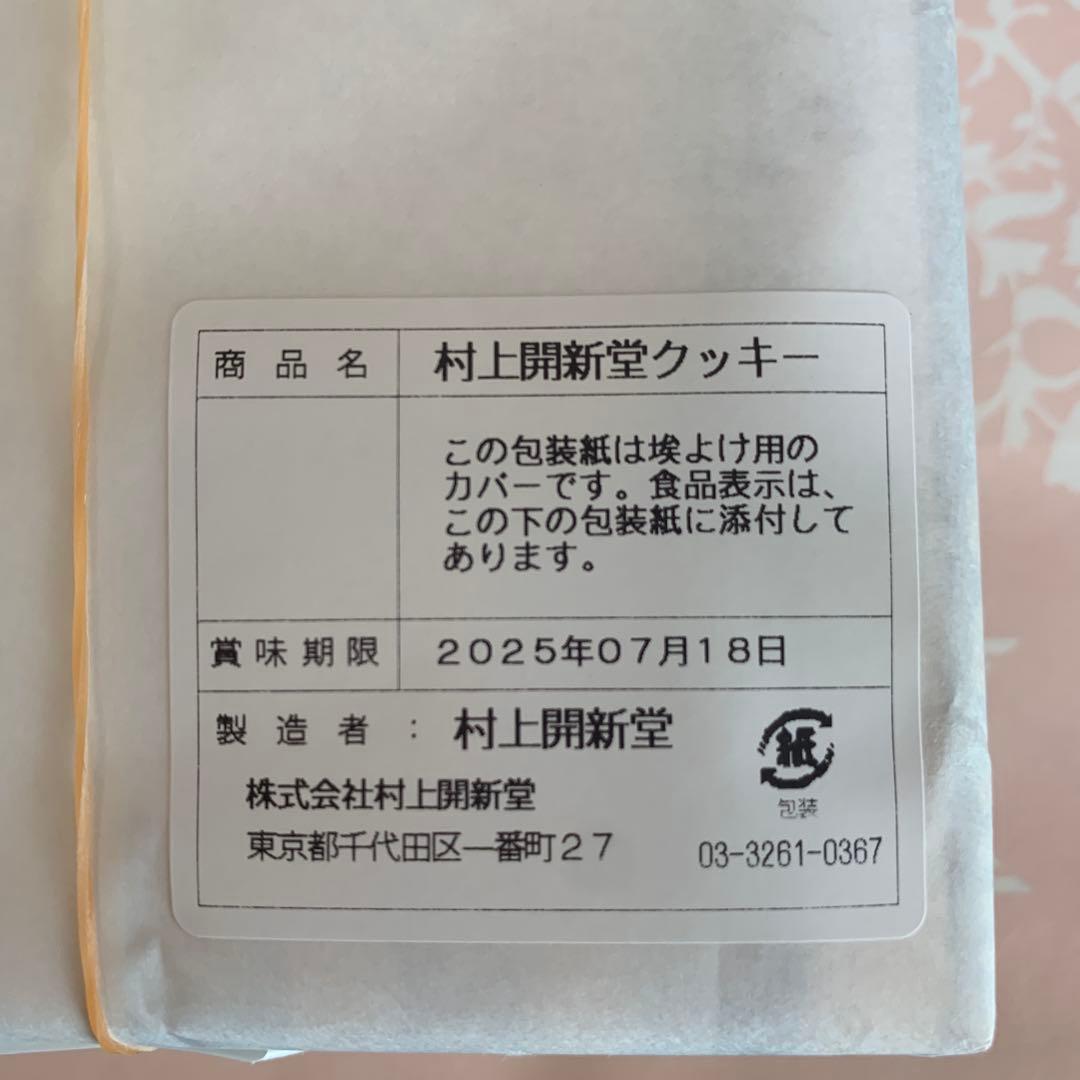 商品名 村上開新堂クッキー
この包装紙は埃よけ用の
カバーです。食品表示は、
この下の包装紙に添付して
あります。
賞味期限 2025年07月18日
製造者: 村上開新堂
紙
包装
株式会社村上開新堂
東京都千代田区一番町27 03-3261-0367